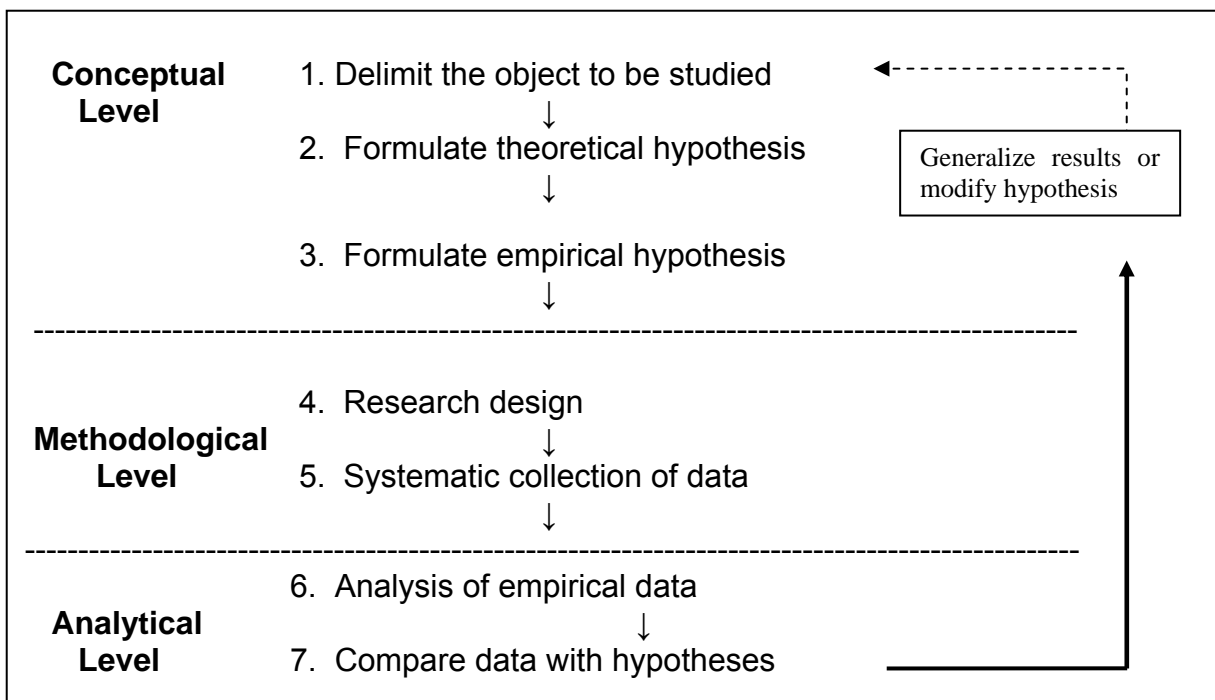 Conceptual
Level
1. Delimit the object to be studied
↓
2. Formulate theoretical hypothesis
↓
3. Formulate empirical hypothesis
↓
Generalize results or
modify hypothesis
-------------------------------------------------------------------------------------------------
Methodological
Level
4. Research design
↓
5. Systematic collection of data
↓
-------------------------------------------------------------------------------------------------
Analytical
Level
6. Analysis of empirical data
↓
7. Compare data with hypotheses